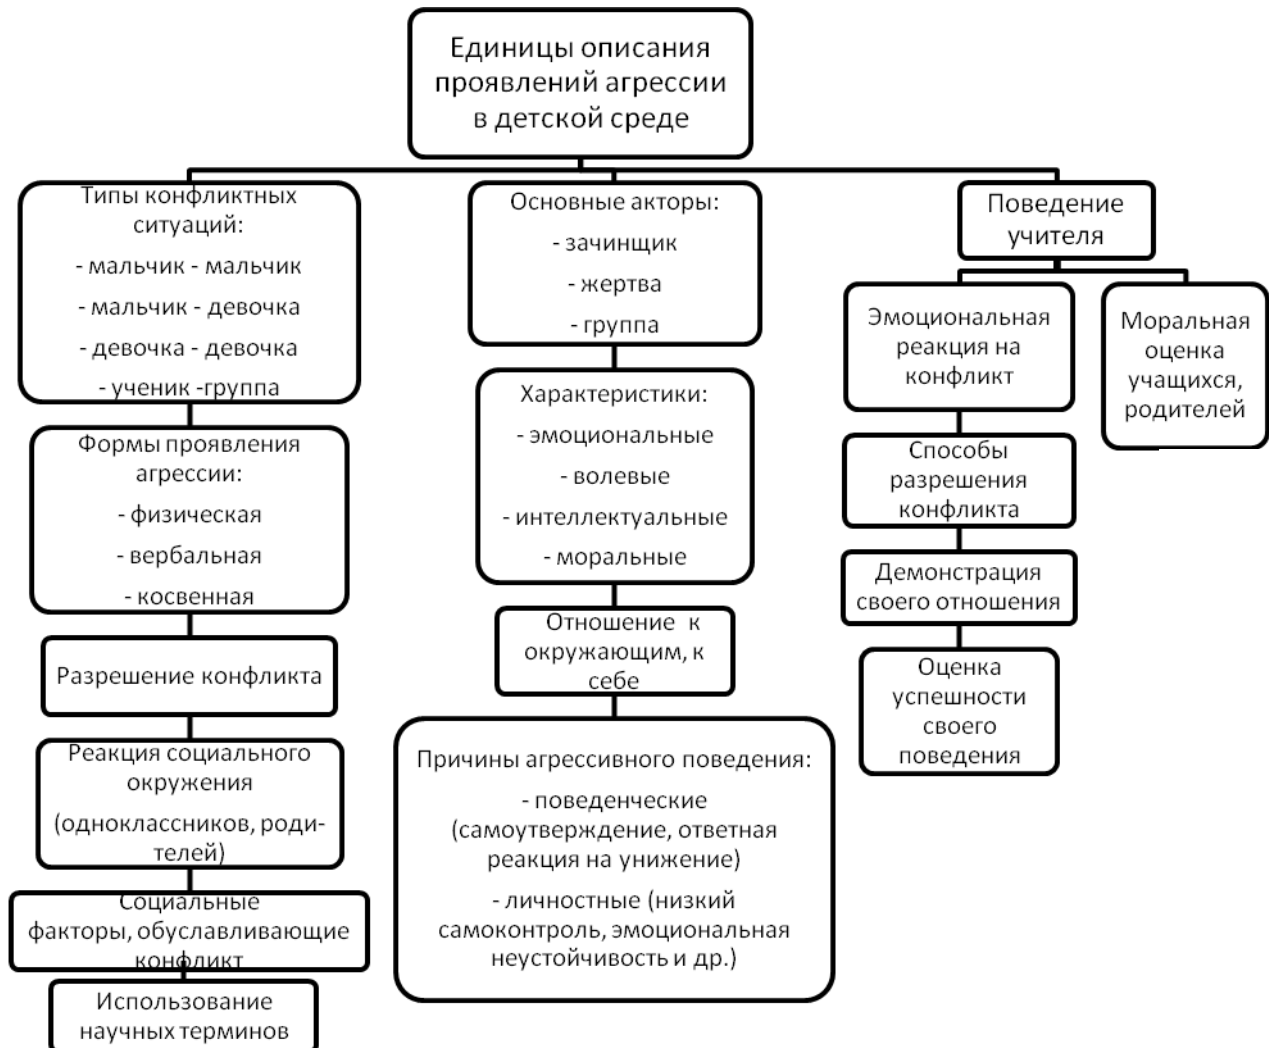 Единицы описания
проявлений агрессии
в детской среде
Типы конфликтных
ситуаций:
- мальчик - мальчик
- мальчик - девочка
- девочка - девочка
- ученик -группа
Формы проявления
агрессии:
- физическая
- вербальная
- косвенная
Разрешение конфликта
Реакция социального
окружения
(одноклассников, роди-
телей)
Социальные
факторы, обуславливающие
конфликт
Использование
научных терминов
Основные акторы:
- зачинщик
- жертва
- группа
Характеристики:
- эмоциональные
- волевые
- интеллектуальные
- моральные
Отношение к
окружающим, к
себе
Причины агрессивного поведения:
- поведенческие
(самоутверждение, ответная
реакция на унижение)
- личностные (низкий
самоконтроль, эмоциональная
неустойчивость и др.)
Поведение
учителя
Эмоциональная
реакция на
конфликт
Способы
разрешения
конфликта
Демонстрация
своего отношения
Оценка
успешности
своего
поведения
Моральная
оценка
учащихся,
родителей